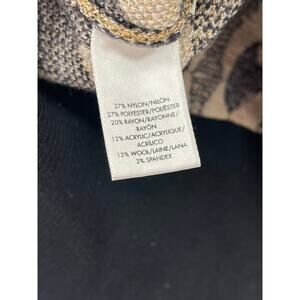 27% NYLON/NILÓN
27% POLYESTER/POLIÉSTER
20% RAYON/RAYONNE/
RAYÓN
12% ACRYLIC/ACRYLIQUE/
ACRÍLICO
12% WOOL/LAINE/LANA
2% SPANDEX